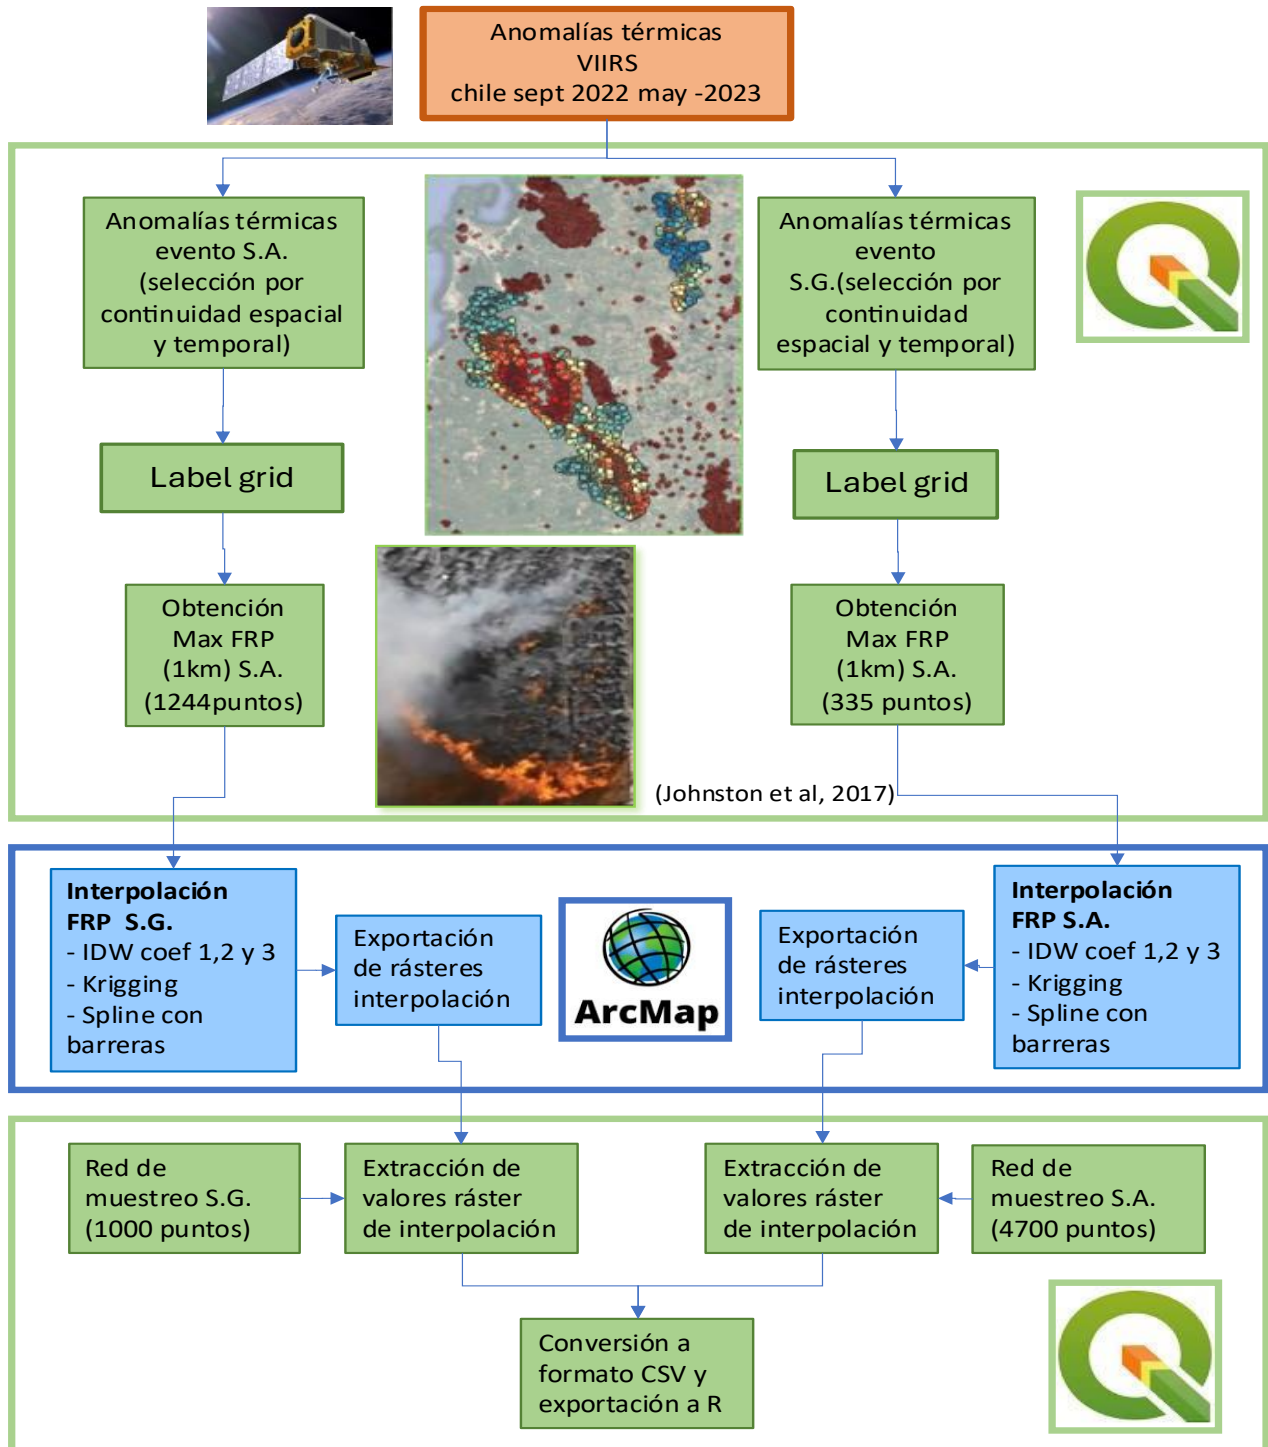 Anomalías térmicas
VIIRS
chile sept 2022 may -2023
Anomalías térmicas
evento S.A.
(selección por
continuidad espacial
y temporal)
Anomalías térmicas
evento
S.G.(selección por
continuidad
espacial y temporal)
Label grid
Label grid
Obtención
Max FRP
(1km) S.A.
(1244puntos)
Obtención
Max FRP
(1km) S.A.
(335 puntos)
(Johnston et al, 2017)
Interpolación
FRP S.G.
- IDW coef 1,2 y 3
- Krigging
- Spline con
barreras
Exportación
de rásteres
interpolación
ArcMap
Exportación
de rásteres
interpolación
Interpolación
FRP S.A.
- IDW coef 1,2 y 3
- Krigging
- Spline con
barreras
Red de
muestreo S.G.
(1000 puntos)
Extracción de
valores ráster
de interpolación
Extracción de
valores ráster
de interpolación
Red de
muestreo S.A.
(4700 puntos)
Conversión a
formato CSV y
exportación a R